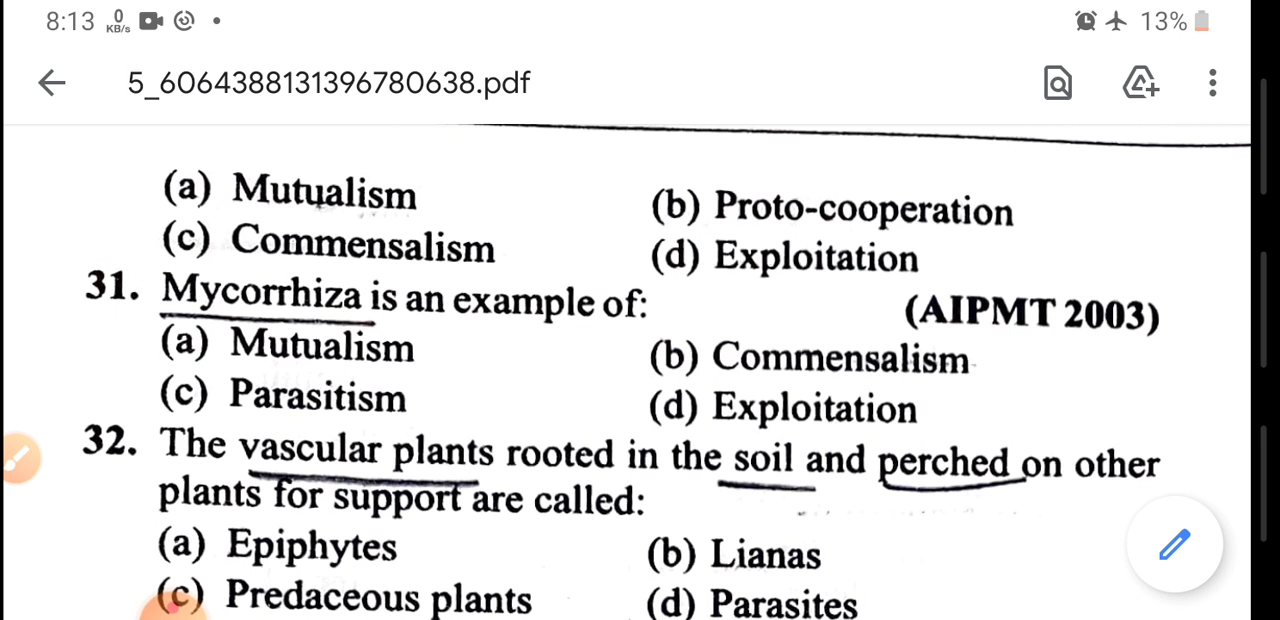 8:13 0 KB/s 13%
5_6064388131396780638.pdf
(a) Mutualism (b) Proto-cooperation
(c) Commensalism (d) Exploitation
31. Mycorrhiza is an example of: (AIPMT 2003)
(a) Mutualism (b) Commensalism
(c) Parasitism (d) Exploitation
32. The vascular plants rooted in the soil and perched on other
plants for support are called:
(a) Epiphytes (b) Lianas
(c) Predaceous plants (d) Parasites